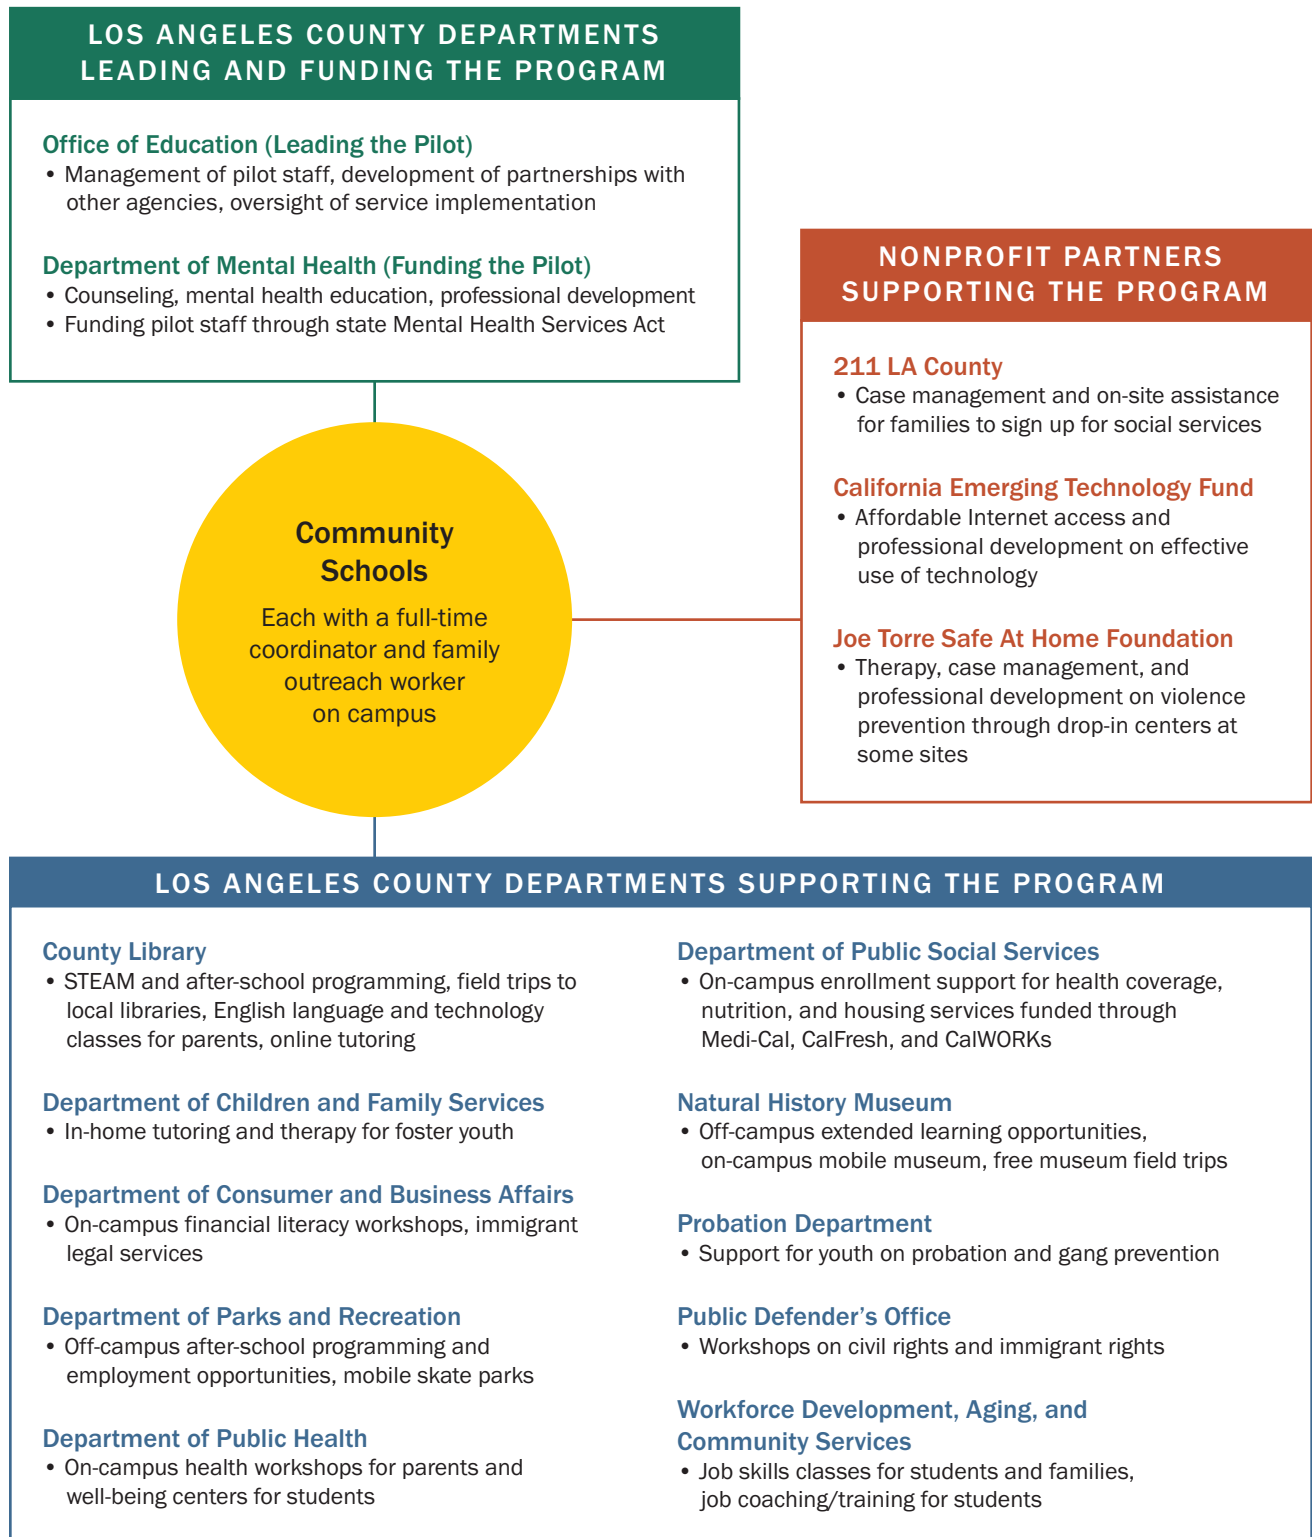 LOS ANGELES COUNTY DEPARTMENTS
LEADING AND FUNDING THE PROGRAM
Office of Education (Leading the Pilot)
• Management of pilot staff, development of partnerships with
other agencies, oversight of service implementation
Department of Mental Health (Funding the Pilot)
• Counseling, mental health education, professional development
• Funding pilot staff through state Mental Health Services Act
NONPROFIT PARTNERS
SUPPORTING THE PROGRAM
211 LA County
• Case management and on-site assistance
for families to sign up for social services
California Emerging Technology Fund
• Affordable Internet access and
professional development on effective
use of technology
Joe Torre Safe At Home Foundation
• Therapy, case management, and
professional development on violence
prevention through drop-in centers at
some sites
Community
Schools
Each with a full-time
coordinator and family
outreach worker
on campus
LOS ANGELES COUNTY DEPARTMENTS SUPPORTING THE PROGRAM
County Library
• STEAM and after-school programming, field trips to
local libraries, English language and technology
classes for parents, online tutoring
Department of Children and Family Services
• In-home tutoring and therapy for foster youth
Department of Consumer and Business Affairs
• On-campus financial literacy workshops, immigrant
legal services
Department of Parks and Recreation
• Off-campus after-school programming and
employment opportunities, mobile skate parks
Department of Public Health
• On-campus health workshops for parents and
well-being centers for students
Department of Public Social Services
• On-campus enrollment support for health coverage,
nutrition, and housing services funded through
Medi-Cal, CalFresh, and CalWORKs
Natural History Museum
• Off-campus extended learning opportunities,
on-campus mobile museum, free museum field trips
Probation Department
• Support for youth on probation and gang prevention
Public Defender’s Office
• Workshops on civil rights and immigrant rights
Workforce Development, Aging, and
Community Services
• Job skills classes for students and families,
job coaching/training for students